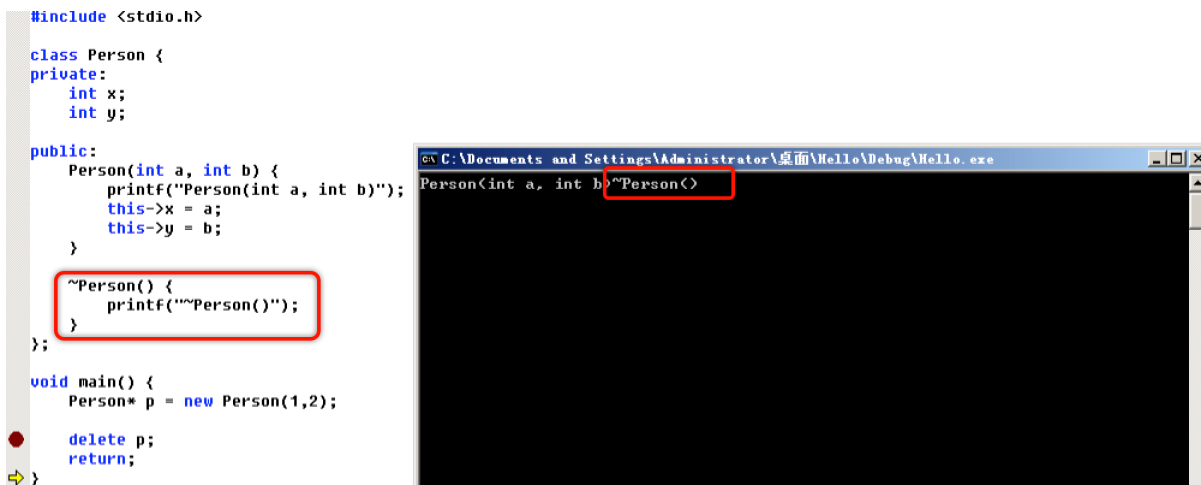 #include <stdio.h>
class Person {
private:
    int x;
    int y;
public:
    Person(int a, int b) {
        printf("Person(int a, int b)");
        this->x = a;
        this->y = b;
    }
    ~Person() {
        printf("~Person()");
    }
};
void main() {
    Person* p = new Person(1,2);
    delete p;
    return;
}
C:\Documents and Settings\Administrator\桌面\Hello\Debug\Hello.exe
Person(int a, int b)~Person()